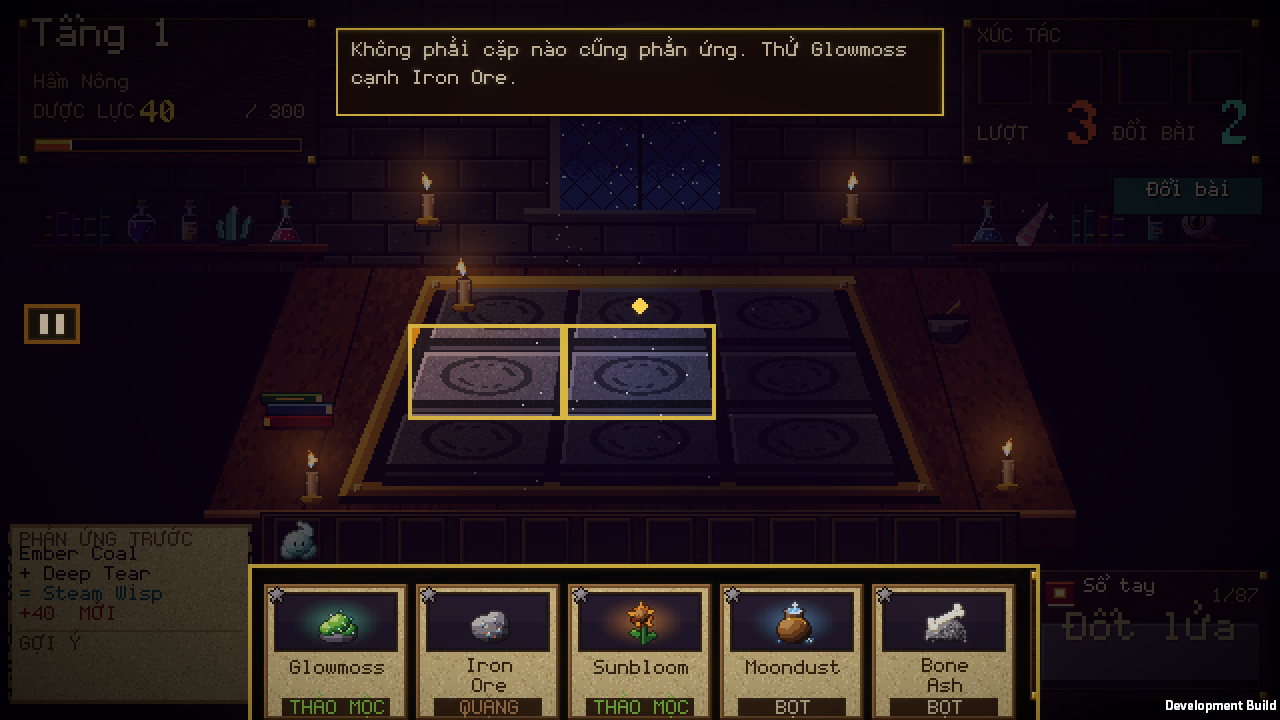 Tầng 1
Hầm Nông
DƯỢC LỰC 40 / 300
Không phải cặp nào cũng phản ứng. Thử Glowmoss
cạnh Iron Ore.
XÚC TÁC
LƯỢT 3 ĐỔI BÀI 2
Đổi bài
PHẢN ỨNG TRƯỚC
Ember Coal
+ Deep Tear
= Steam Wisp
+40 MỚI
GỢI Ý
Glowmoss
THẢO MỘC
Iron
Ore
QUẶNG
Sunbloom
THẢO MỘC
Moondust
BỘT
Bone
Ash
BỘT
Sổ tay
1/87
Đốt lửa
Development Build